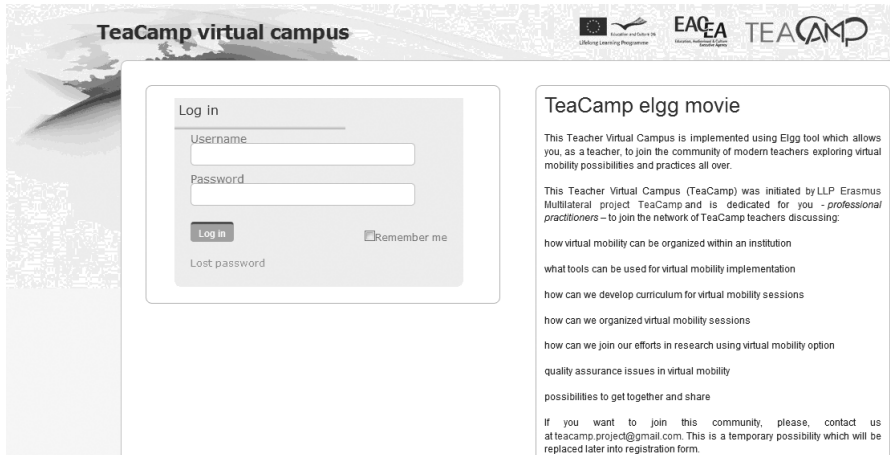 TeaCamp virtual campus
Lifelong Learning Programme
EACEA
TEACAMP
Log in
Username
Password
Log in
Remember me
Lost password
TeaCamp elgg movie
This Teacher Virtual Campus is implemented using Elgg tool which allows
you, as a teacher, to join the community of modern teachers exploring virtual
mobility possibilities and practices all over.
This Teacher Virtual Campus (TeaCamp) was initiated by LLP Erasmus
Multilateral project TeaCamp and is dedicated for you - professional
practitioners – to join the network of TeaCamp teachers discussing:
how virtual mobility can be organized within an institution
what tools can be used for virtual mobility implementation
how can we develop curriculum for virtual mobility sessions
how can we organized virtual mobility sessions
how can we join our efforts in research using virtual mobility option
quality assurance issues in virtual mobility
possibilities to get together and share
If you want to join this community, please, contact us
at teacamp.project@gmail.com. This is a temporary possibility which will be
replaced later into registration form.